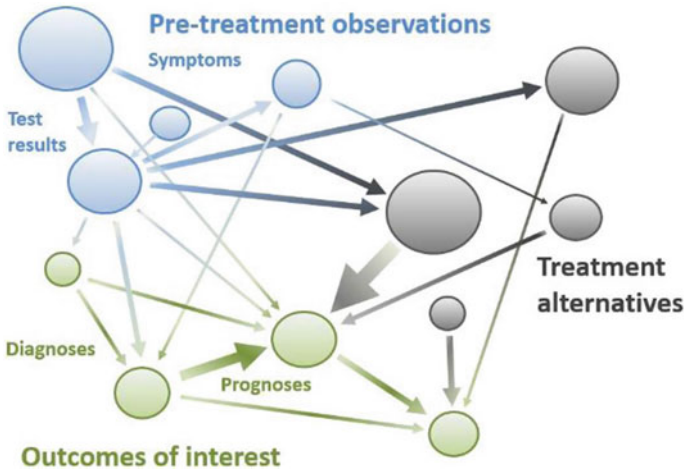 Pre-treatment observations
Symptoms
Test
results
Treatment
alternatives
Diagnoses
Prognoses
Outcomes of interest